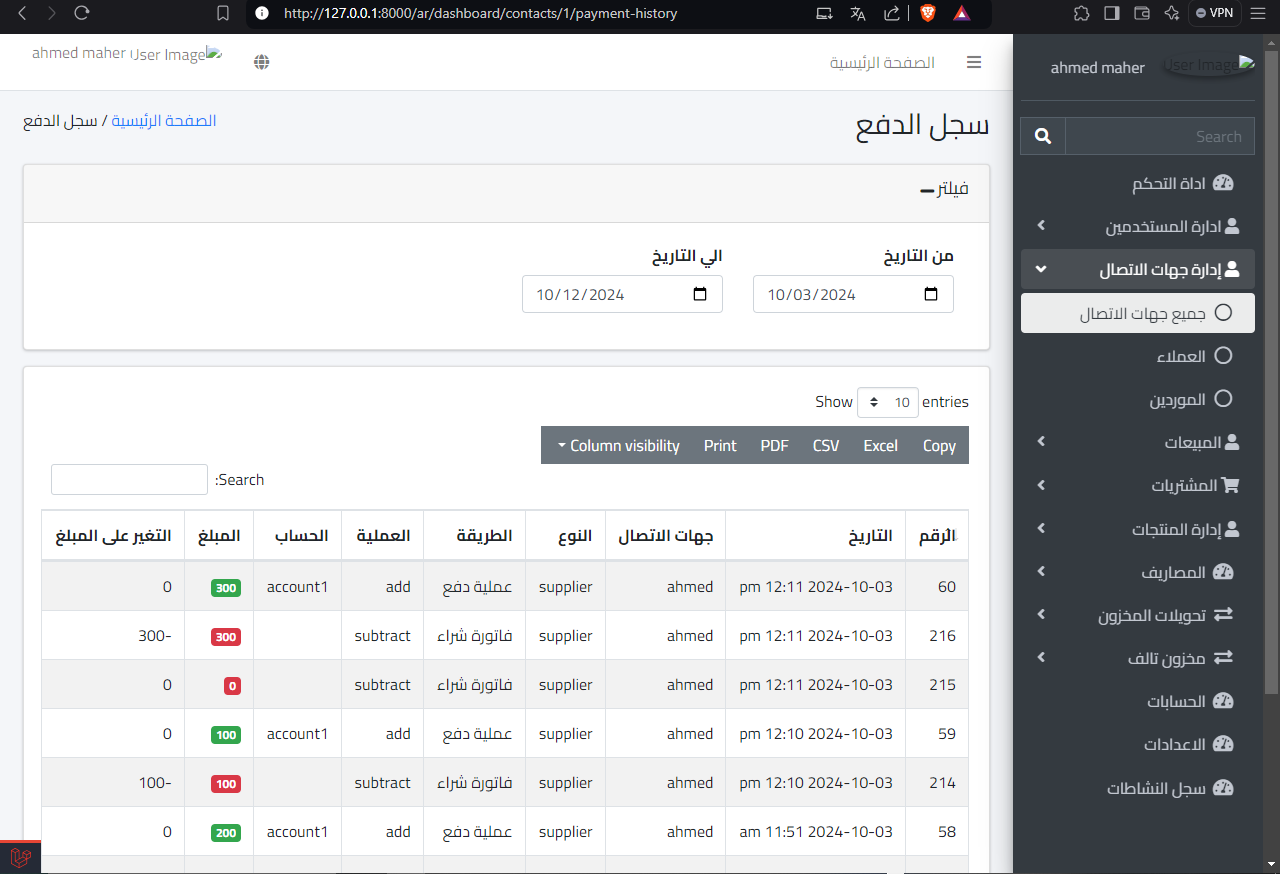 http://127.0.0.1:8000/ar/dashboard/contacts/1/payment-history
VPN
ahmed maher
User Image
Search
اداة التحكم
ادارة المستخدمين
إدارة جهات الاتصال
جميع جهات الاتصال
العملاء
الموردين
المبيعات
المشتريات
إدارة المنتجات
المصاريف
تحويلات المخزون
مخزون تالف
الحسابات
الاعدادات
سجل النشاطات
الصفحة الرئيسية
ahmed maher User Image
سجل الدفع
الصفحة الرئيسية / سجل الدفع
فيلتر
من التاريخ الي التاريخ
10/03/2024 10/12/2024
Show 10 entries
Copy Excel CSV PDF Print Column visibility
Search:
الرقم التاريخ جهات الاتصال النوع الطريقة العملية الحساب المبلغ التغير على المبلغ
60 2024-10-03 12:11 pm ahmed supplier عملية دفع add account1 300 0
216 2024-10-03 12:11 pm ahmed supplier فاتورة شراء subtract 300 -300
215 2024-10-03 12:11 pm ahmed supplier فاتورة شراء subtract 0 0
59 2024-10-03 12:10 pm ahmed supplier عملية دفع add account1 100 0
214 2024-10-03 12:10 pm ahmed supplier فاتورة شراء subtract 100 -100
58 2024-10-03 11:51 am ahmed supplier عملية دفع add account1 200 0